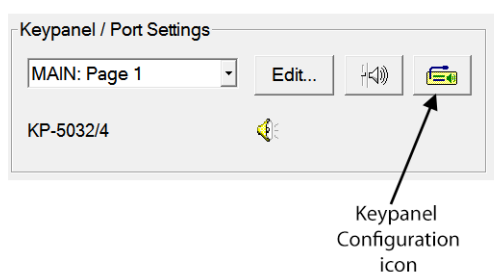 Keypanel / Port Settings
MAIN: Page 1
Edit...
KP-5032/4
Keypanel
Configuration
icon